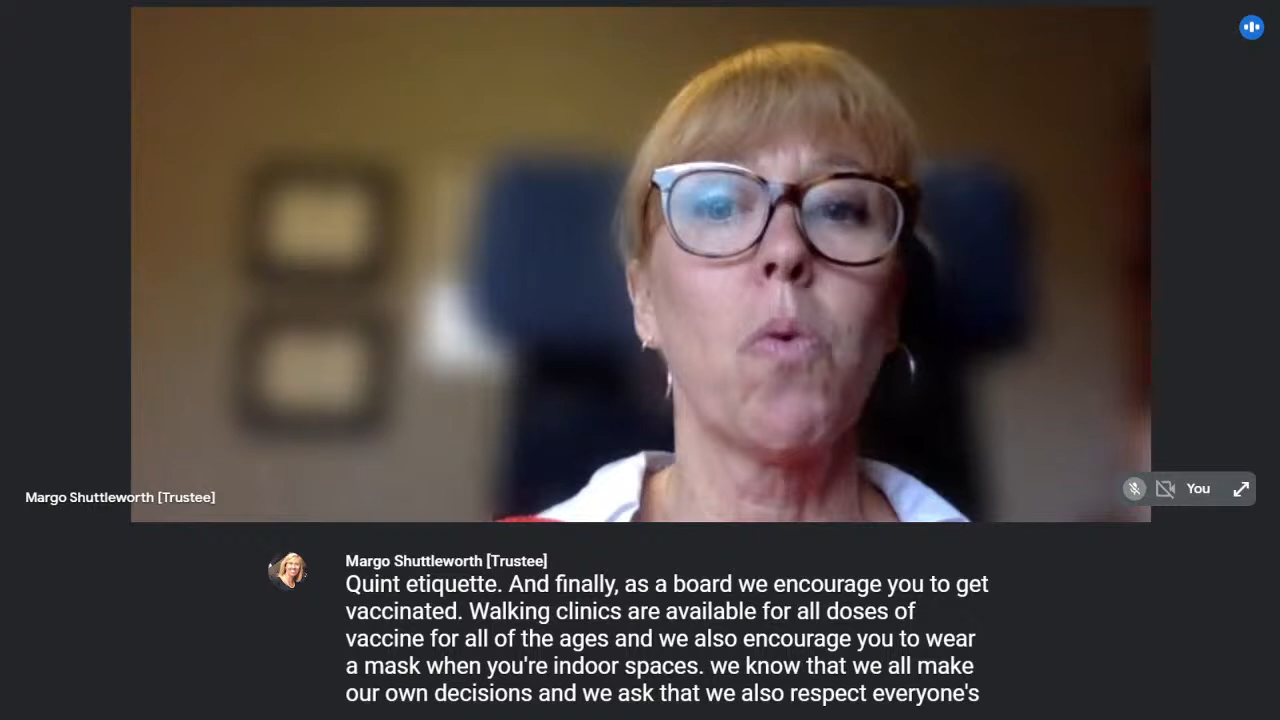 Margo Shuttleworth [Trustee]
You
Margo Shuttleworth [Trustee]
Quint etiquette. And finally, as a board we encourage you to get
vaccinated. Walking clinics are available for all doses of
vaccine for all of the ages and we also encourage you to wear
a mask when you're indoor spaces. we know that we all make
our own decisions and we ask that we also respect everyone's